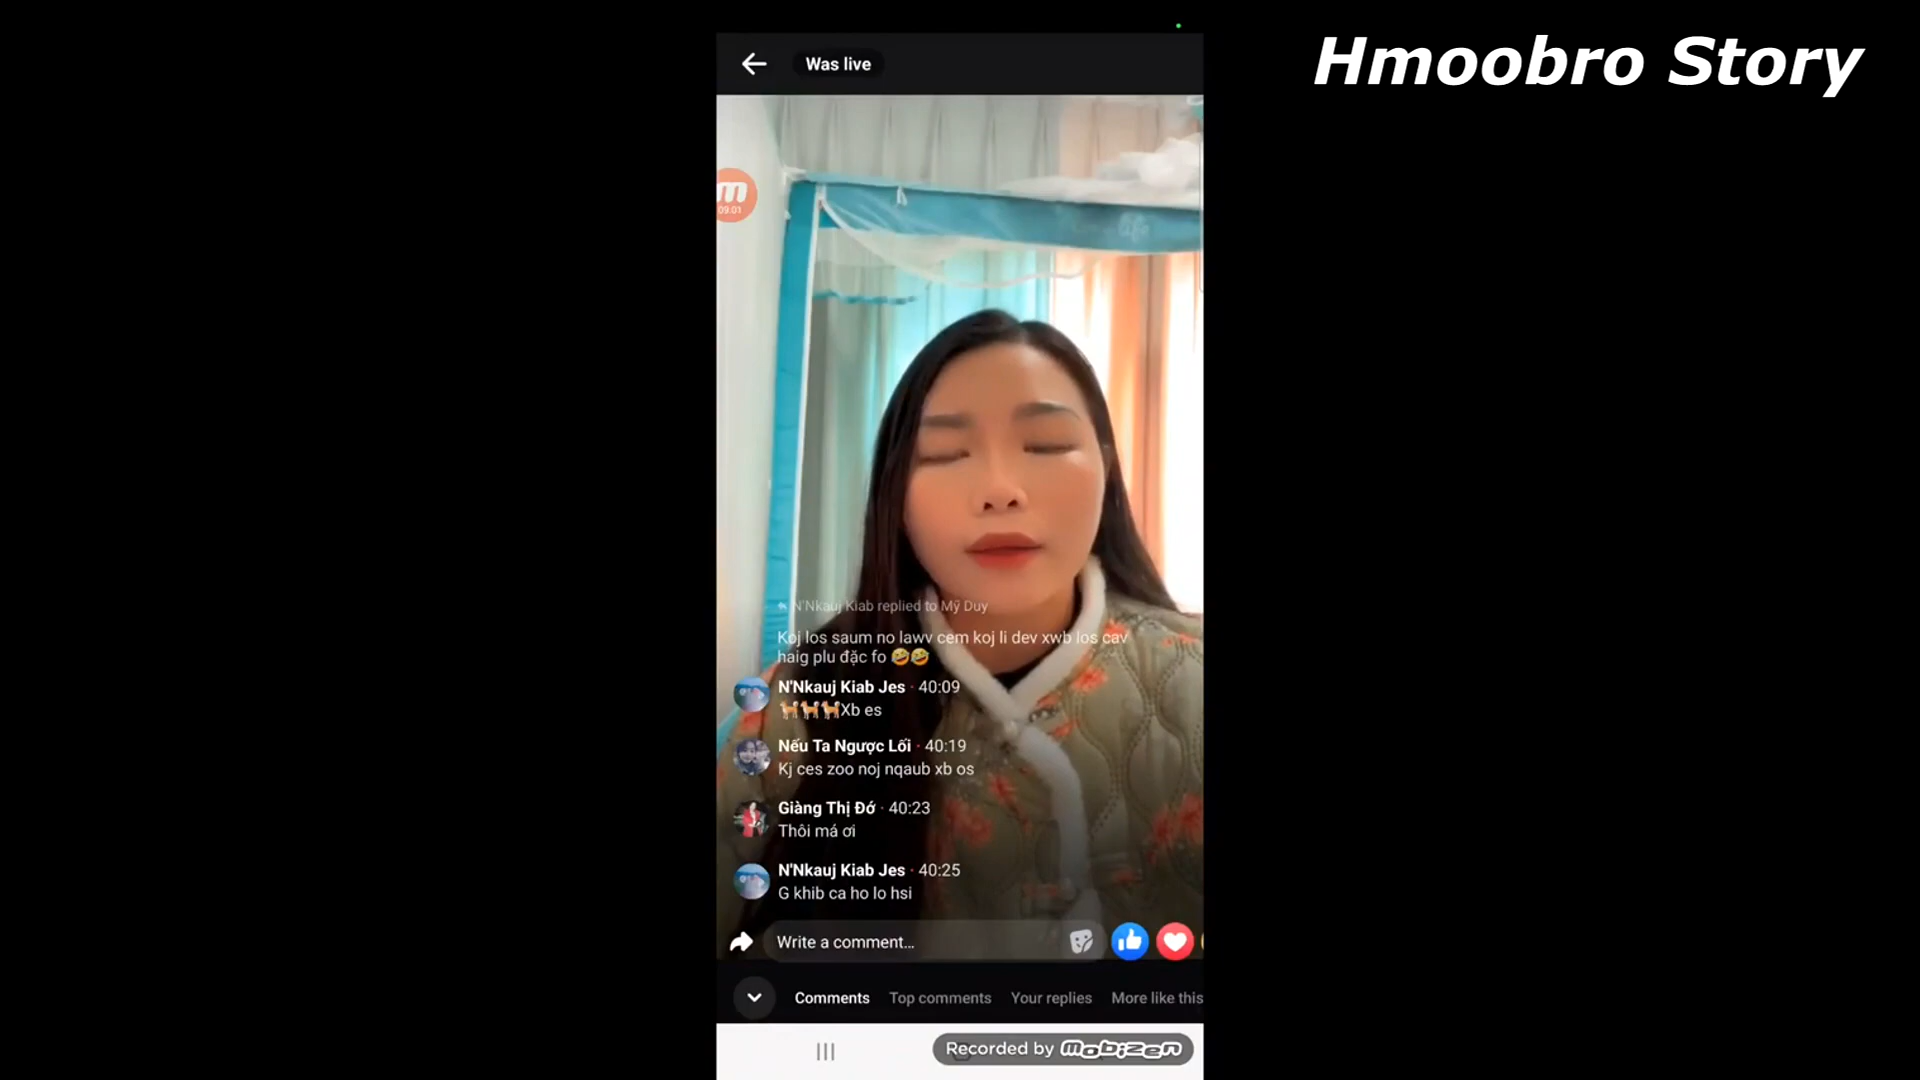 Hmoobro Story
Was live
09.01
N'Nkauj Kiab replied to Mỹ Duy
Koj los saum no lawv cem koj li dev xwb los cav
haig plu đặc fo 🤣🤣
N'Nkauj Kiab Jes · 40:09
🐕🐕🐕Xb es
Nếu Ta Ngược Lối · 40:19
Kj ces zoo noj nqaub xb os
Giàng Thị Đớ · 40:23
Thôi má ơi
N'Nkauj Kiab Jes · 40:25
G khib ca ho lo hsi
Write a comment...
Comments Top comments Your replies More like this
Recorded by Mobizen